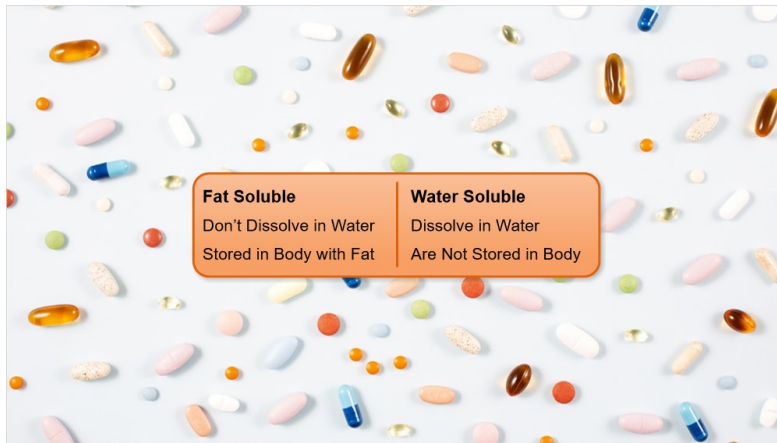 Fat Soluble
Don’t Dissolve in Water
Stored in Body with Fat
Water Soluble
Dissolve in Water
Are Not Stored in Body